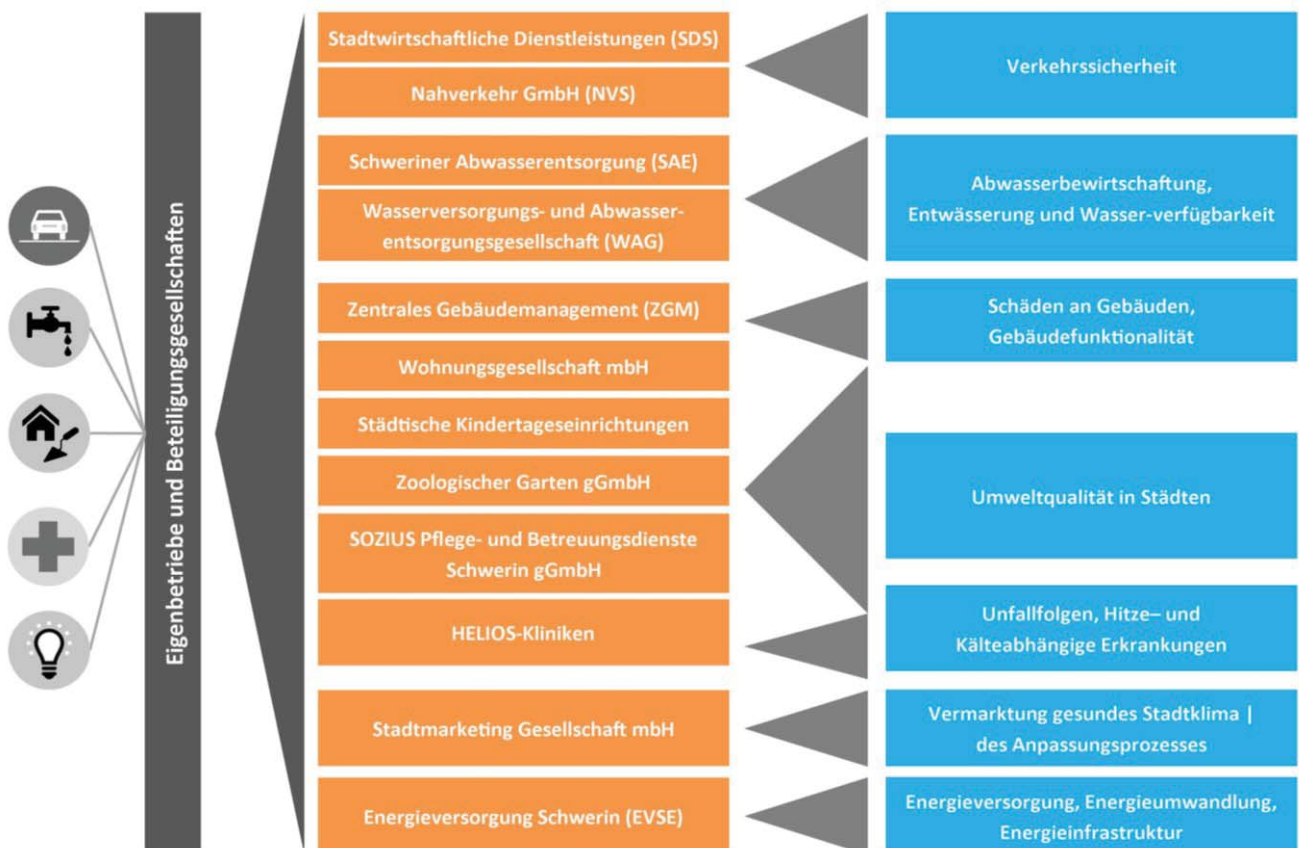 Eigenbetriebe und Beteiligungsgesellschaften
Stadtwirtschaftliche Dienstleistungen (SDS)
Nahverkehr GmbH (NVS)
Schweriner Abwasserentsorgung (SAE)
Wasserversorgungs- und Abwasser-
entsorgungsgesellschaft (WAG)
Zentrales Gebäudemanagement (ZGM)
Wohnungsgesellschaft mbH
Städtische Kindertageseinrichtungen
Zoologischer Garten gGmbH
SOZIUS Pflege- und Betreuungsdienste
Schwerin gGmbH
HELIOS-Kliniken
Stadtmarketing Gesellschaft mbH
Energieversorgung Schwerin (EVSE)
Verkehrssicherheit
Abwasserbewirtschaftung,
Entwässerung und Wasser-verfügbarkeit
Schäden an Gebäuden,
Gebäudefunktionalität
Umweltqualität in Städten
Unfallfolgen, Hitze– und
Kälteabhängige Erkrankungen
Vermarktung gesundes Stadtklima |
des Anpassungsprozesses
Energieversorgung, Energieumwandlung,
Energieinfrastruktur